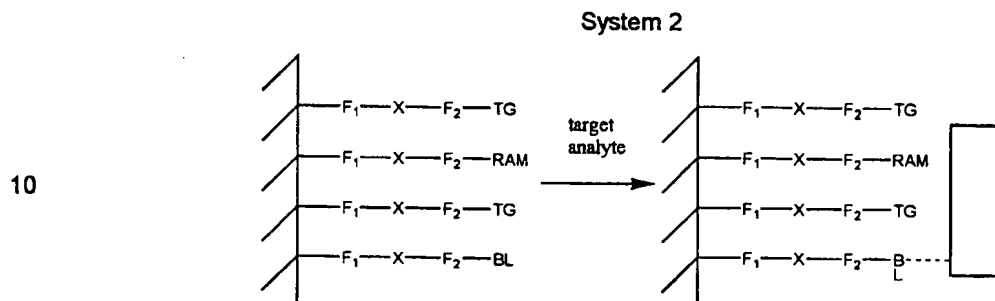 System 2
F₁—X—F₂—TG F₁—X—F₂—TG
target
analyte
F₁—X—F₂—RAM F₁—X—F₂—RAM
10
F₁—X—F₂—TG F₁—X—F₂—TG
F₁—X—F₂—BL F₁—X—F₂—B
L